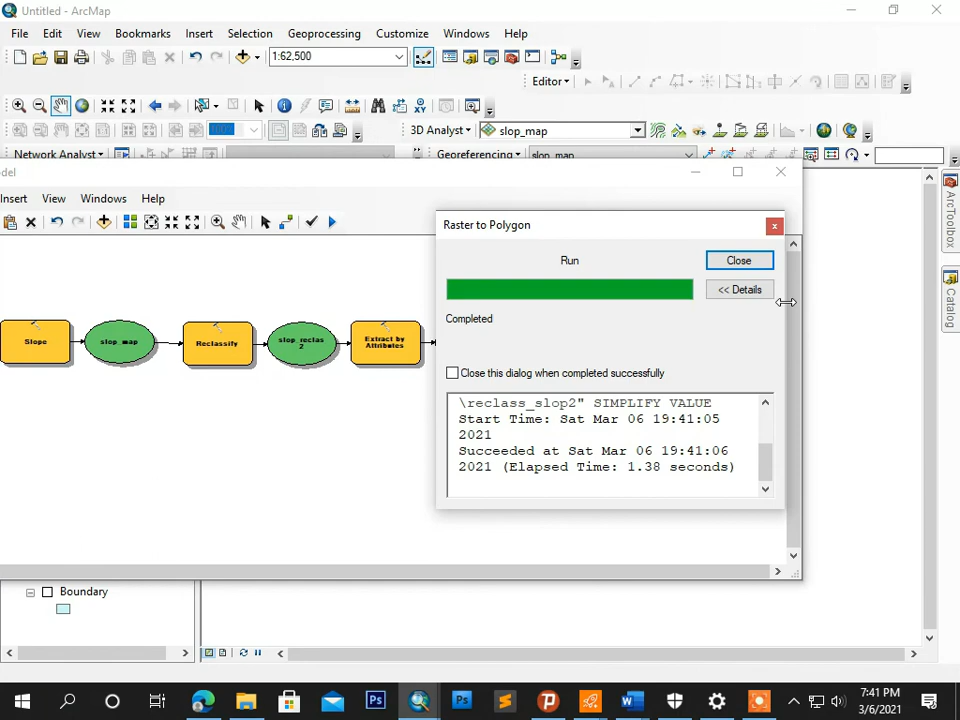 Untitled - ArcMap
File Edit View Bookmarks Insert Selection Geoprocessing Customize Windows Help
1:62,500
Editor
3D Analyst slop_map
Network Analyst Georeferencing slop_map
del
Insert View Windows Help
Raster to Polygon
Run
Close
<< Details
Completed
Close this dialog when completed successfully
\reclass_slop2" SIMPLIFY VALUE
Start Time: Sat Mar 06 19:41:05
2021
Succeeded at Sat Mar 06 19:41:06
2021 (Elapsed Time: 1.38 seconds)
Slope
slop_map
Reclassify
slop_reclas
2
Extract by
Attributes
ArcToolbox
Catalog
Boundary
7:41 PM
3/6/2021